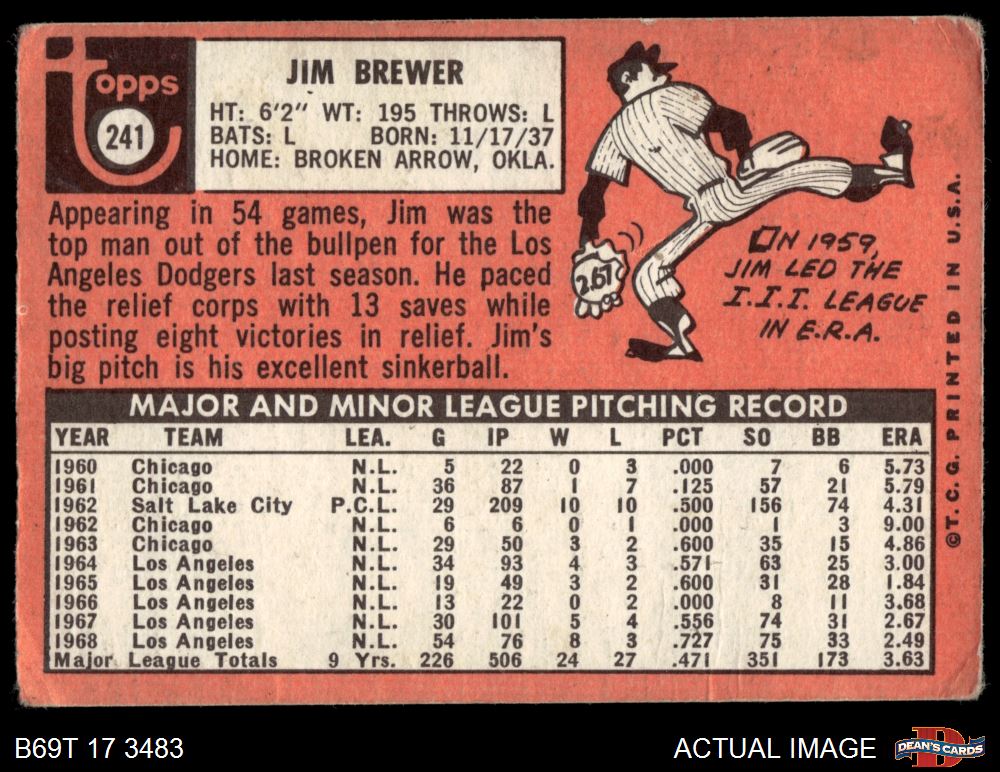 Topps
241
JIM BREWER
HT: 6'2" WT: 195 THROWS: L
BATS: L BORN: 11/17/37
HOME: BROKEN ARROW, OKLA.
Appearing in 54 games, Jim was the
top man out of the bullpen for the Los
Angeles Dodgers last season. He paced
the relief corps with 13 saves while
posting eight victories in relief. Jim's
big pitch is his excellent sinkerball.
2.67
ON 1959,
JIM LED THE
I.I.I. LEAGUE
IN E.R.A.
©T.C.G. PRINTED IN U.S.A.
MAJOR AND MINOR LEAGUE PITCHING RECORD
YEAR TEAM LEA. G IP W L PCT SO BB ERA
1960 Chicago N.L. 5 22 0 3 .000 7 6 5.73
1961 Chicago N.L. 36 87 1 7 .125 57 21 5.79
1962 Salt Lake City P.C.L. 29 209 10 10 .500 156 74 4.31
1962 Chicago N.L. 6 6 0 1 .000 1 3 9.00
1963 Chicago N.L. 29 50 3 2 .600 35 15 4.86
1964 Los Angeles N.L. 34 93 4 3 .571 63 25 3.00
1965 Los Angeles N.L. 19 49 3 2 .600 31 28 1.84
1966 Los Angeles N.L. 13 22 0 2 .000 8 11 3.68
1967 Los Angeles N.L. 30 101 5 4 .556 74 31 2.67
1968 Los Angeles N.L. 54 76 8 3 .727 75 33 2.49
Major League Totals 9 Yrs. 226 506 24 27 .471 351 173 3.63
B69T 17 3483
ACTUAL IMAGE
DEAN'S CARDS